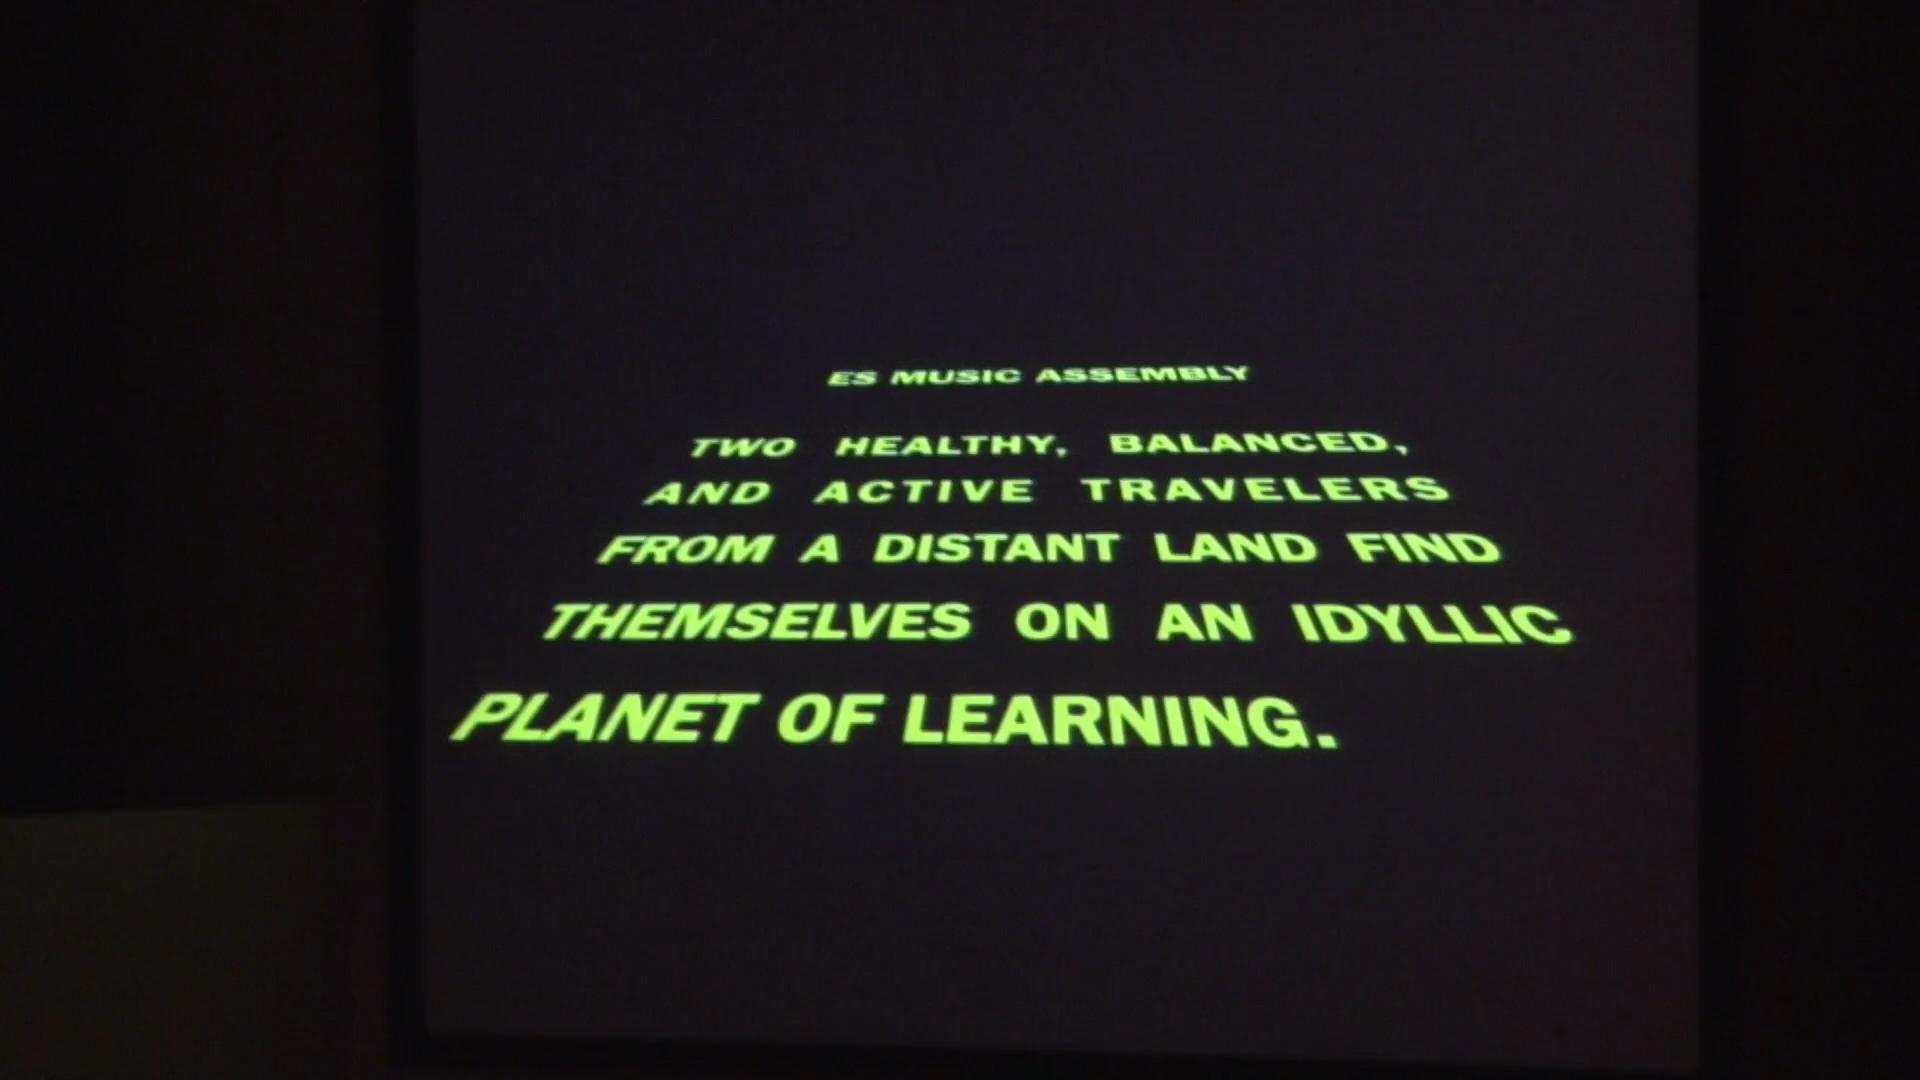 ES MUSIC ASSEMBLY
TWO HEALTHY, BALANCED,
AND ACTIVE TRAVELERS
FROM A DISTANT LAND FIND
THEMSELVES ON AN IDYLLIC
PLANET OF LEARNING.